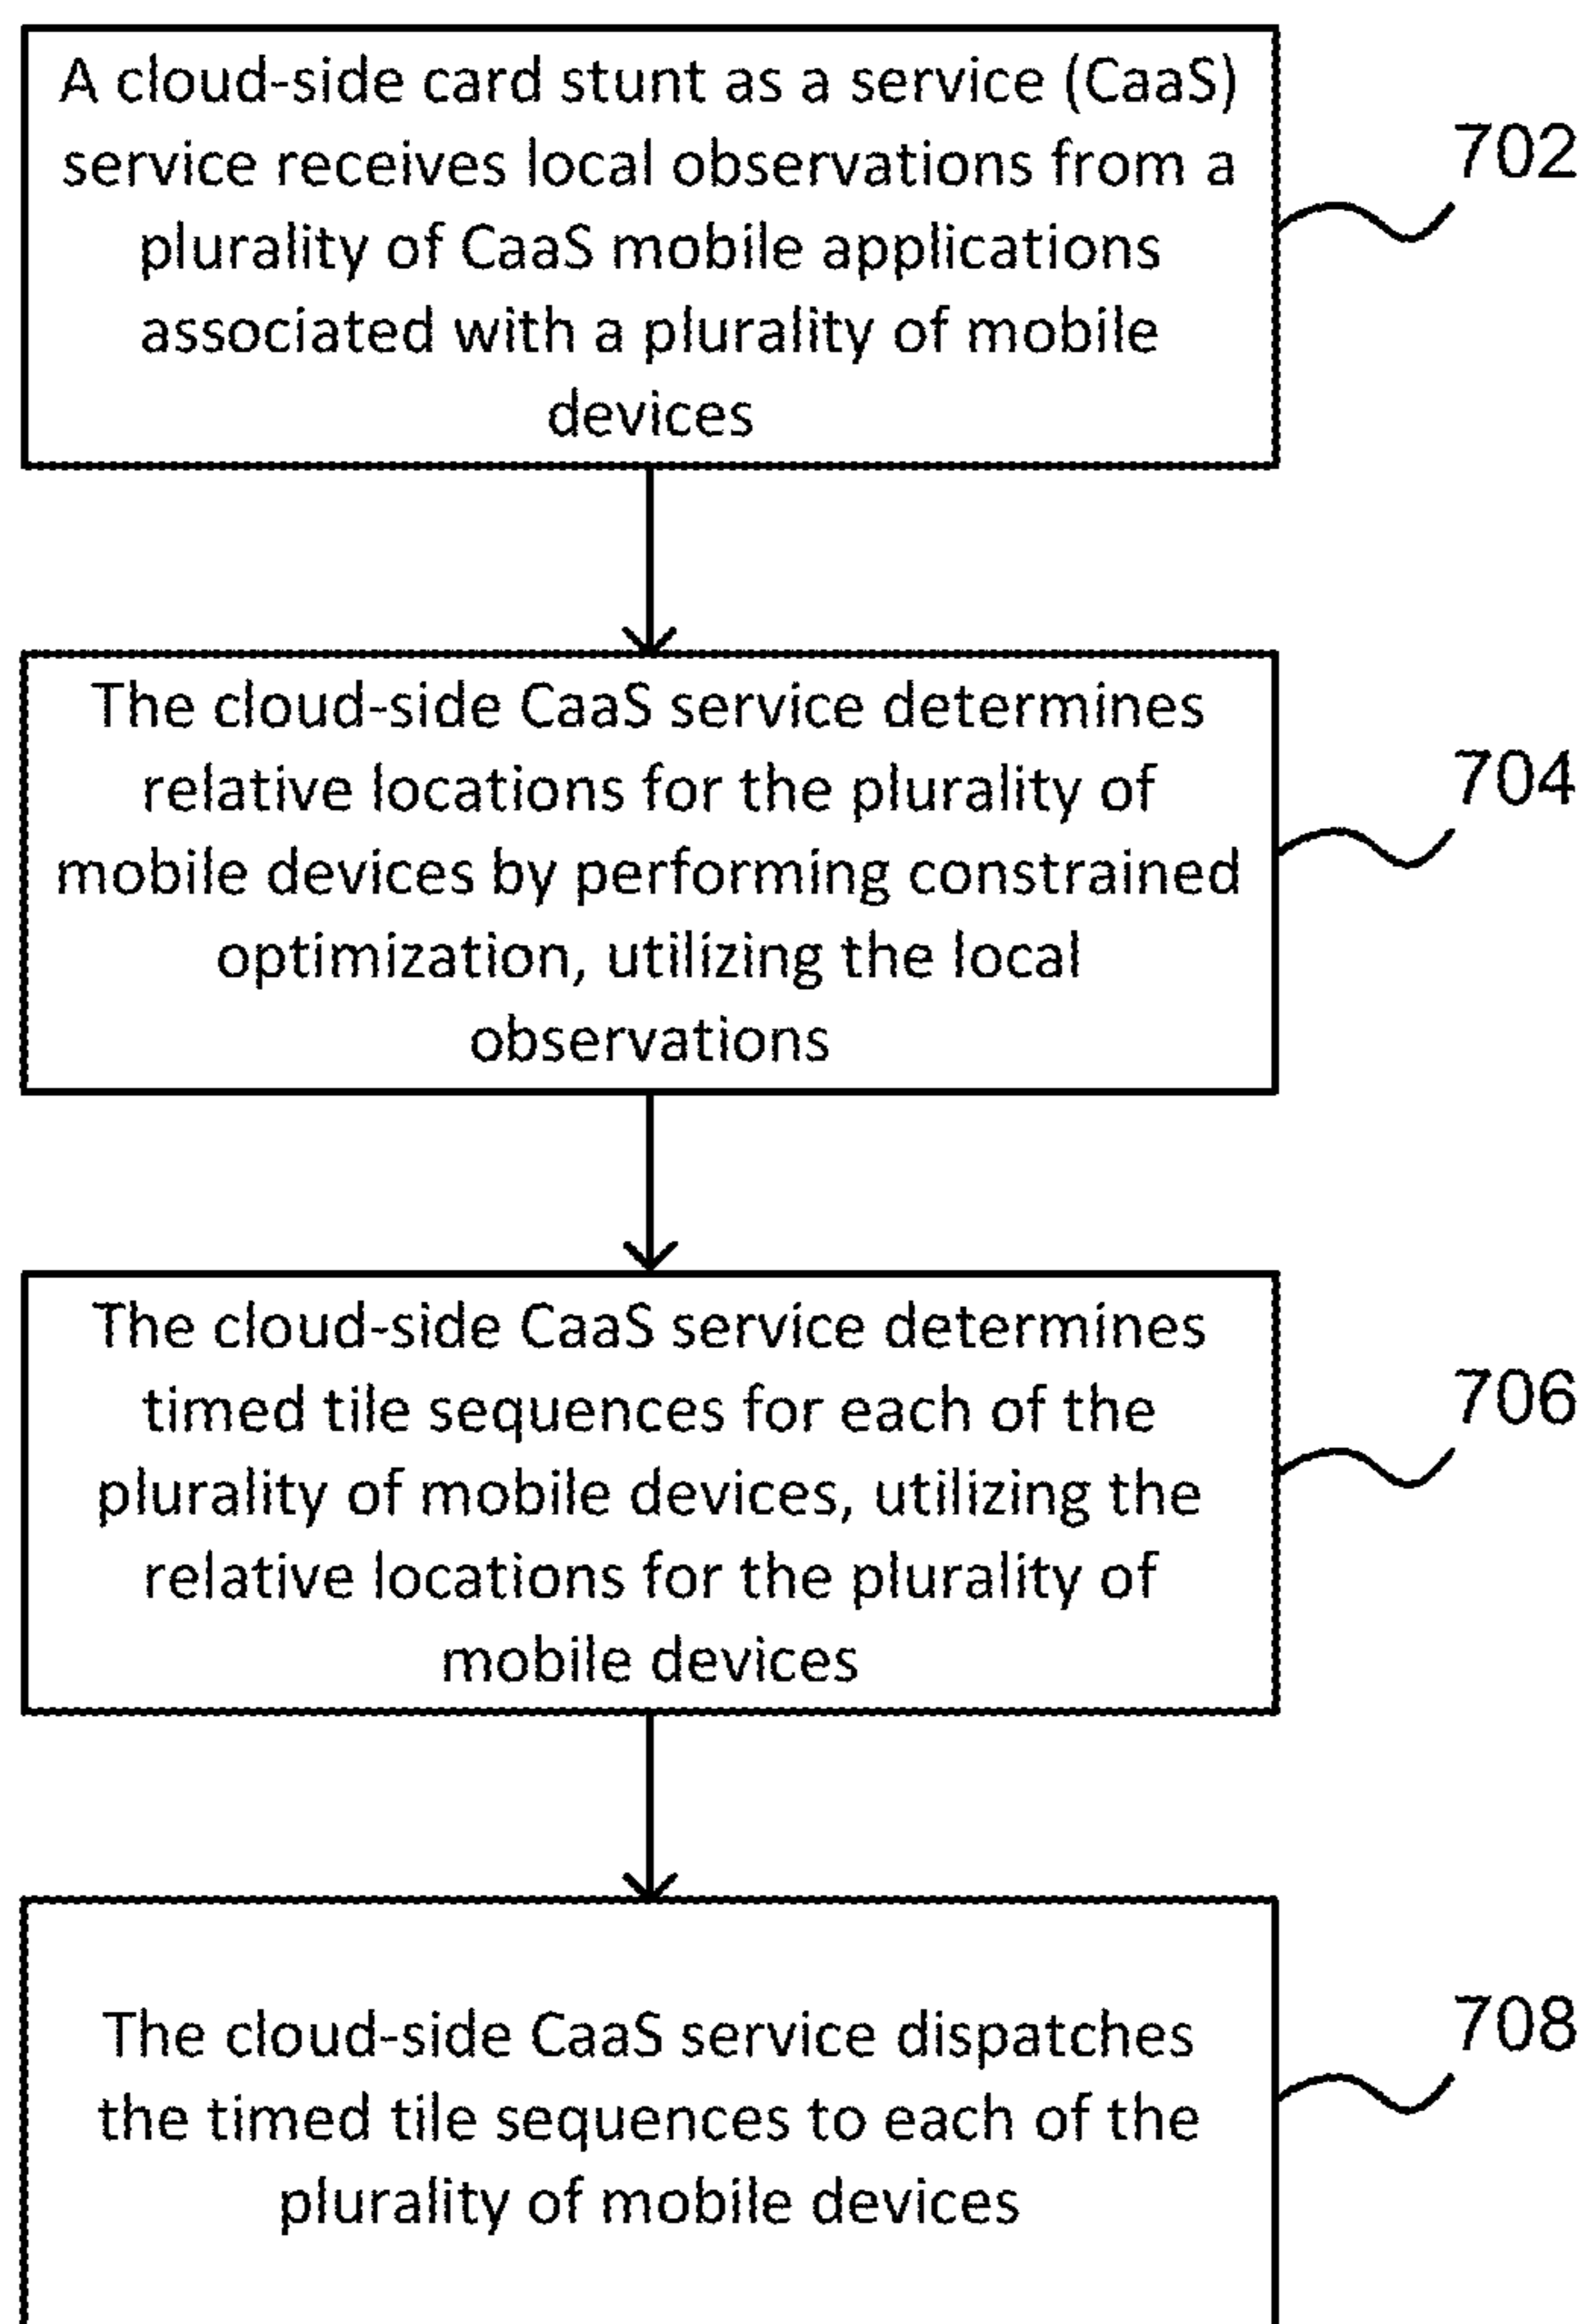 A cloud-side card stunt as a service (CaaS)
service receives local observations from a
plurality of CaaS mobile applications
associated with a plurality of mobile
devices
702
The cloud-side CaaS service determines
relative locations for the plurality of
mobile devices by performing constrained
optimization, utilizing the local
observations
704
The cloud-side CaaS service determines
timed tile sequences for each of the
plurality of mobile devices, utilizing the
relative locations for the plurality of
mobile devices
706
The cloud-side CaaS service dispatches
the timed tile sequences to each of the
plurality of mobile devices
708